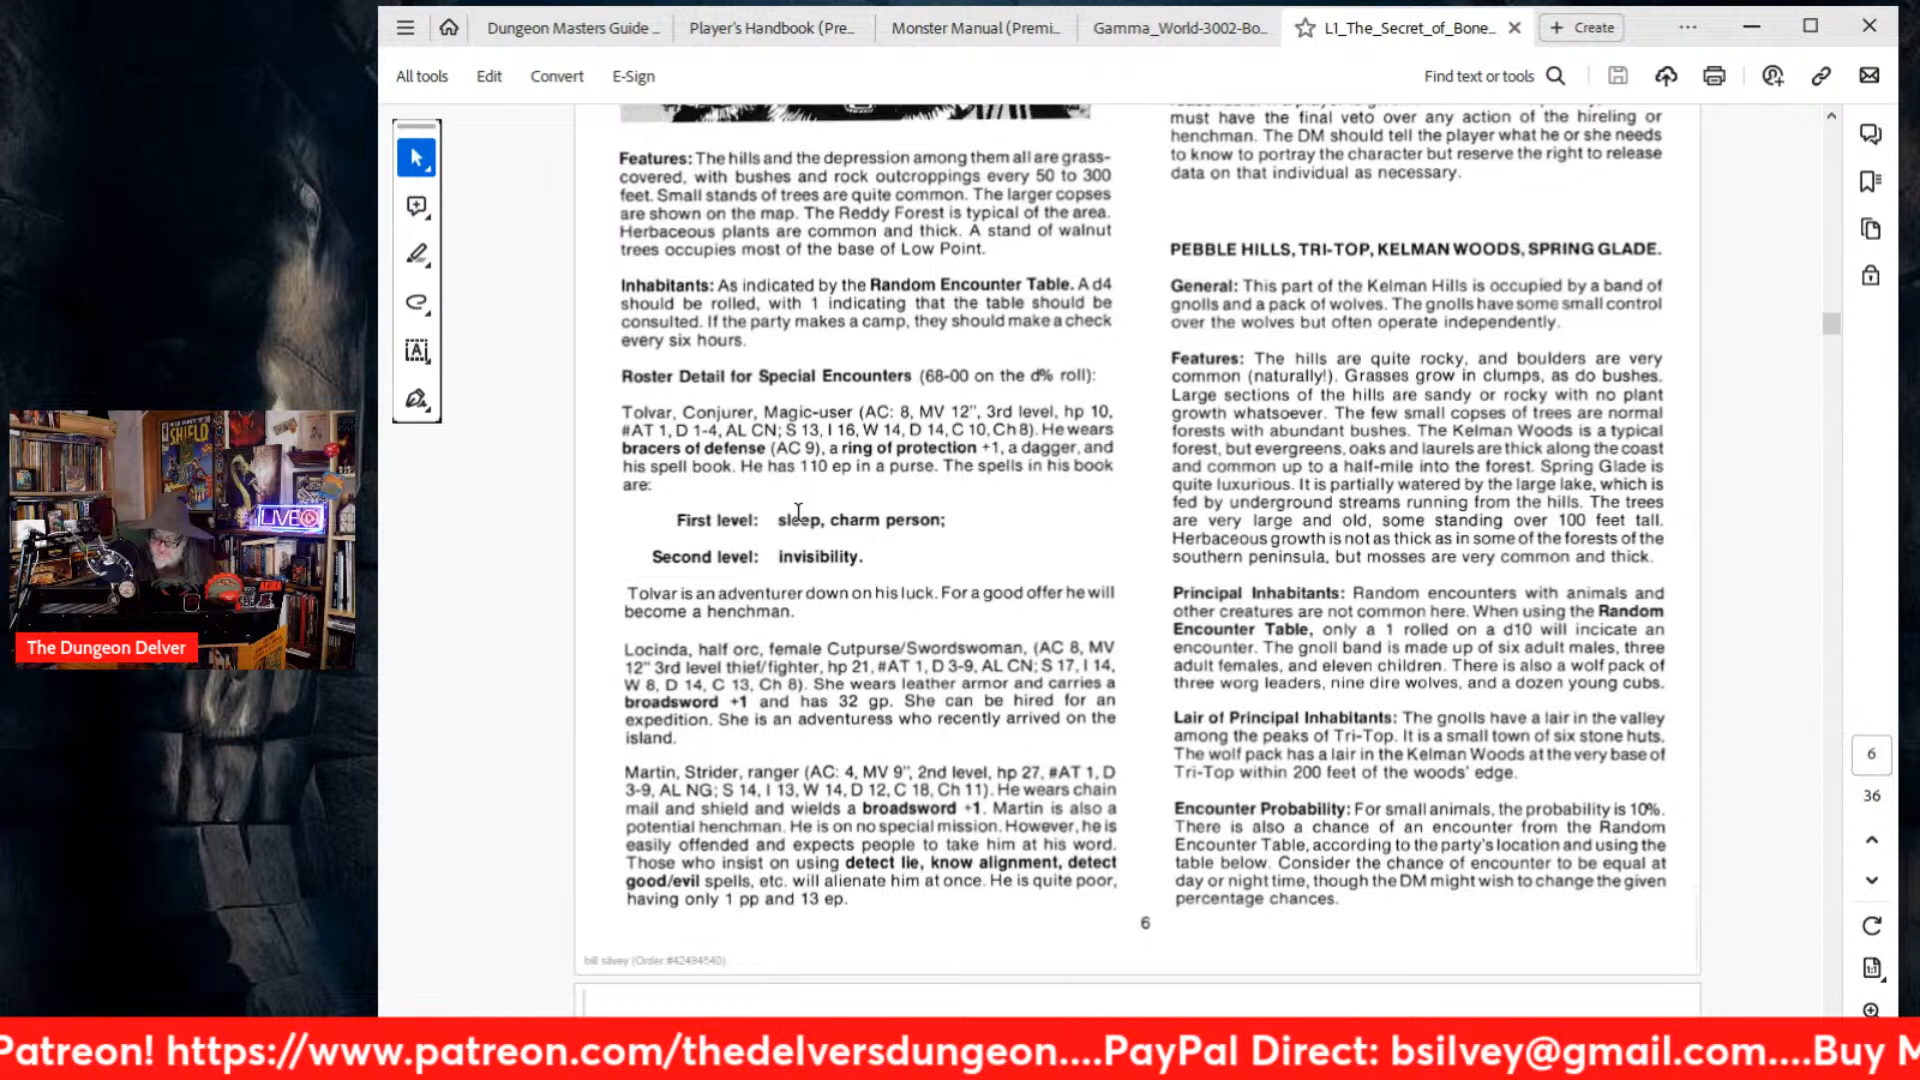 Dungeon Masters Guide ...
Player's Handbook (Pre...
Monster Manual (Premi...
Gamma_World-3002-Bo...
L1_The_Secret_of_Bone...
Create
All tools
Edit
Convert
E-Sign
Find text or tools
Features: The hills and the depression among them all are grass-
covered, with bushes and rock outcroppings every 50 to 300
feet. Small stands of trees are quite common. The larger copses
are shown on the map. The Reddy Forest is typical of the area.
Herbaceous plants are common and thick. A stand of walnut
trees occupies most of the base of Low Point.
Inhabitants: As indicated by the Random Encounter Table. A d4
should be rolled, with 1 indicating that the table should be
consulted. If the party makes a camp, they should make a check
every six hours.
Roster Detail for Special Encounters (68-00 on the d% roll):
Tolvar, Conjurer, Magic-user (AC: 8, MV 12", 3rd level, hp 10,
#AT 1, D 1-4, AL CN; S 13, I 16, W 14, D 14, C 10, Ch 8). He wears
bracers of defense (AC 9), a ring of protection +1, a dagger, and
his spell book. He has 110 ep in a purse. The spells in his book
are:
First level: sleep, charm person;
Second level: invisibility.
Tolvar is an adventurer down on his luck. For a good offer he will
become a henchman.
Locinda, half orc, female Cutpurse/Swordswoman, (AC 8, MV
12" 3rd level thief/fighter, hp 21, #AT 1, D 3-9, AL CN; S 17, I 14,
W 8, D 14, C 13, Ch 8). She wears leather armor and carries a
broadsword +1 and has 32 gp. She can be hired for an
expedition. She is an adventuress who recently arrived on the
island.
Martin, Strider, ranger (AC: 4, MV 9", 2nd level, hp 27, #AT 1, D
3-9, AL NG; S 14, I 13, W 14, D 12, C 18, Ch 11). He wears chain
mail and shield and wields a broadsword +1. Martin is also a
potential henchman. He is on no special mission. However, he is
easily offended and expects people to take him at his word.
Those who insist on using detect lie, know alignment, detect
good/evil spells, etc. will alienate him at once. He is quite poor,
having only 1 pp and 13 ep.
must have the final veto over any action of the hireling or
henchman. The DM should tell the player what he or she needs
to know to portray the character but reserve the right to release
data on that individual as necessary.
PEBBLE HILLS, TRI-TOP, KELMAN WOODS, SPRING GLADE.
General: This part of the Kelman Hills is occupied by a band of
gnolls and a pack of wolves. The gnolls have some small control
over the wolves but often operate independently.
Features: The hills are quite rocky, and boulders are very
common (naturally!). Grasses grow in clumps, as do bushes.
Large sections of the hills are sandy or rocky with no plant
growth whatsoever. The few small copses of trees are normal
forests with abundant bushes. The Kelman Woods is a typical
forest, but evergreens, oaks and laurels are thick along the coast
and common up to a half-mile into the forest. Spring Glade is
quite luxurious. It is partially watered by the large lake, which is
fed by underground streams running from the hills. The trees
are very large and old, some standing over 100 feet tall.
Herbaceous growth is not as thick as in some of the forests of the
southern peninsula, but mosses are very common and thick.
Principal Inhabitants: Random encounters with animals and
other creatures are not common here. When using the Random
Encounter Table, only a 1 rolled on a d10 will incicate an
encounter. The gnoll band is made up of six adult males, three
adult females, and eleven children. There is also a wolf pack of
three worg leaders, nine dire wolves, and a dozen young cubs.
Lair of Principal Inhabitants: The gnolls have a lair in the valley
among the peaks of Tri-Top. It is a small town of six stone huts.
The wolf pack has a lair in the Kelman Woods at the very base of
Tri-Top within 200 feet of the woods' edge.
Encounter Probability: For small animals, the probability is 10%.
There is also a chance of an encounter from the Random
Encounter Table, according to the party's location and using the
table below. Consider the chance of encounter to be equal at
day or night time, though the DM might wish to change the given
percentage chances.
6
bill silvey (Order #42494540)
6
36
SHIELD
LIVE
The Dungeon Delver
Patreon! https://www.patreon.com/thedelversdungeon....PayPal Direct: bsilvey@gmail.com....Buy M